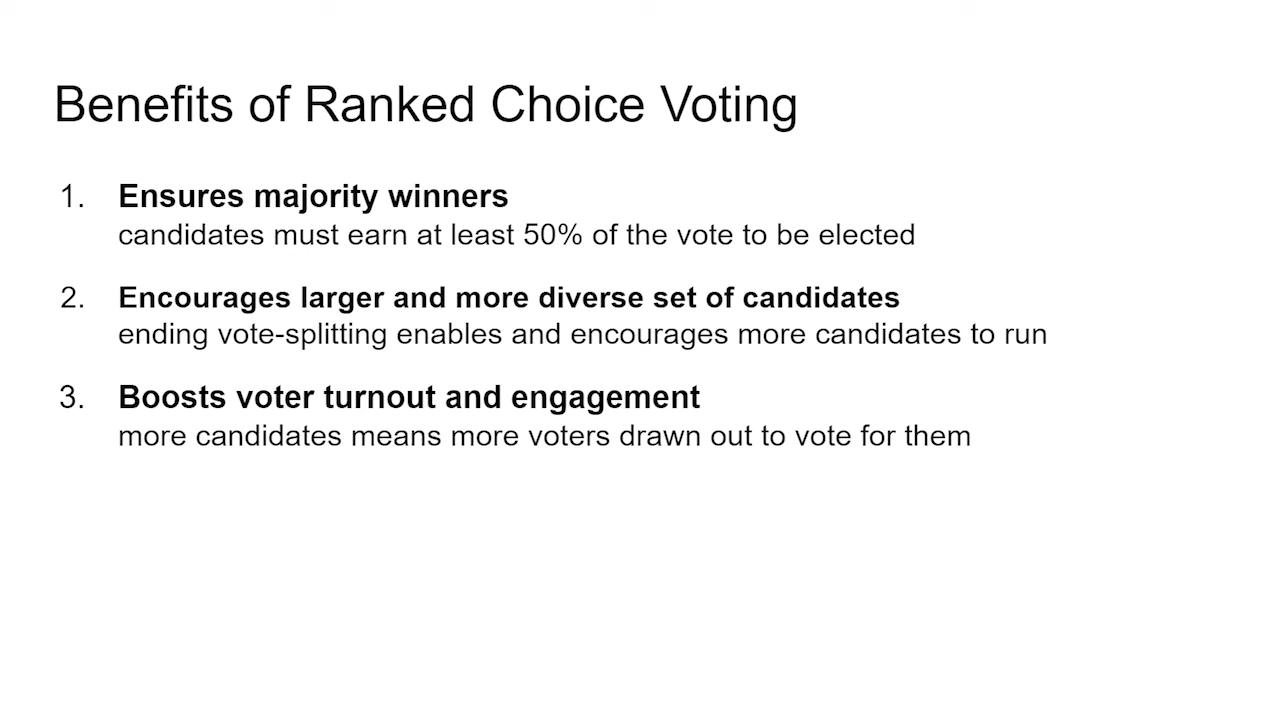 Benefits of Ranked Choice Voting
1. Ensures majority winners
candidates must earn at least 50% of the vote to be elected
2. Encourages larger and more diverse set of candidates
ending vote-splitting enables and encourages more candidates to run
3. Boosts voter turnout and engagement
more candidates means more voters drawn out to vote for them